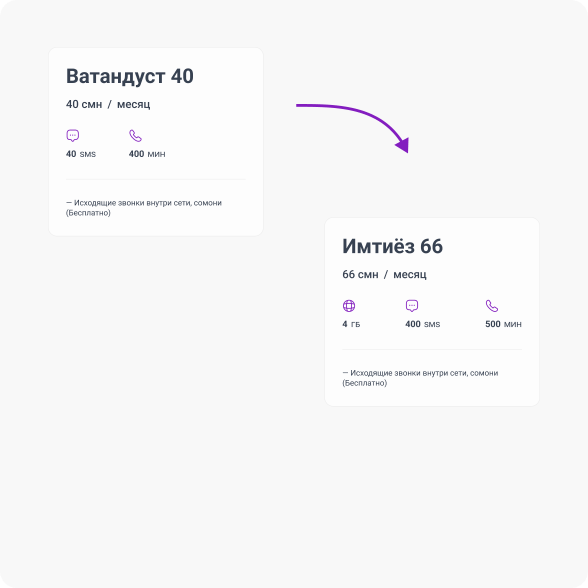 Ватандуст 40
40 смн / месяц
40 SMS 400 МИН
— Исходящие звонки внутри сети, сомони
(Бесплатно)
Имтиёз 66
66 смн / месяц
4 ГБ 400 SMS 500 МИН
— Исходящие звонки внутри сети, сомони
(Бесплатно)